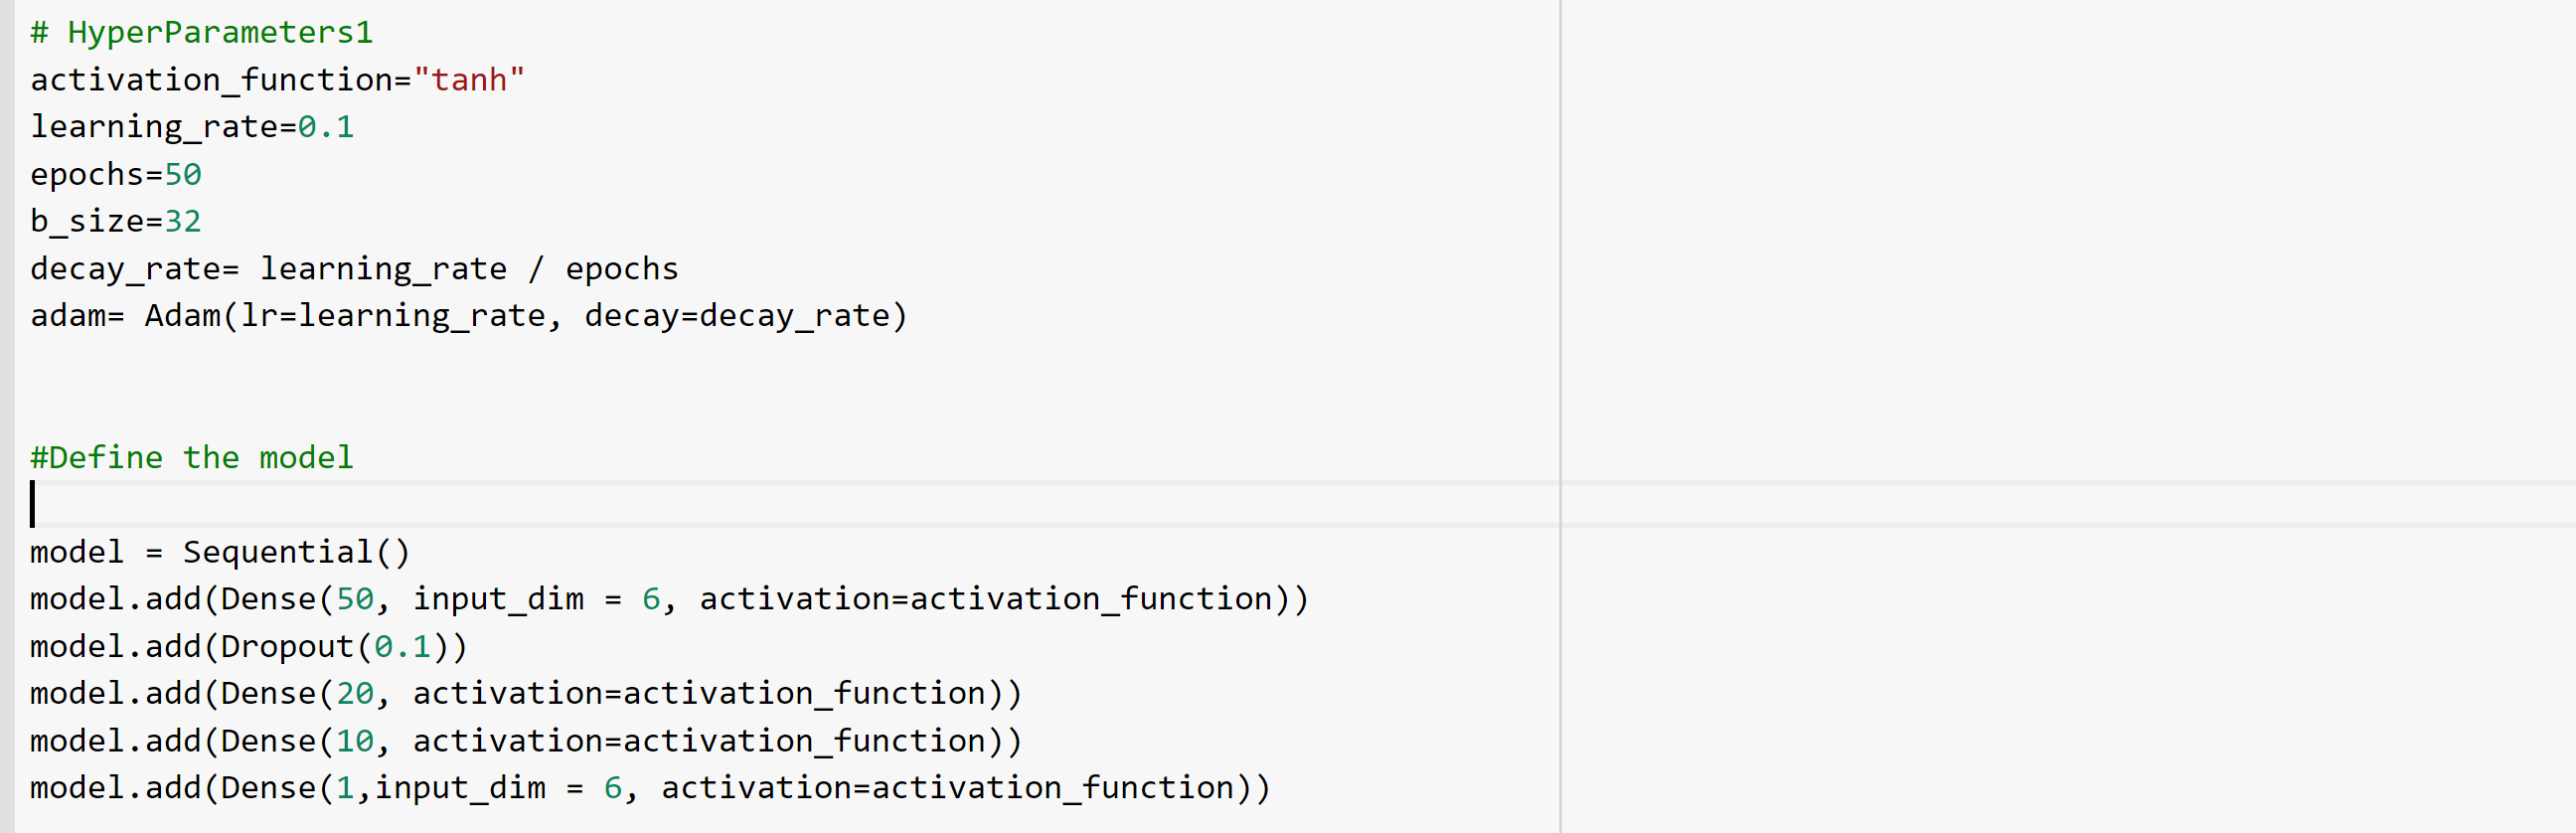 # HyperParameters1
activation_function="tanh"
learning_rate=0.1
epochs=50
b_size=32
decay_rate= learning_rate / epochs
adam= Adam(lr=learning_rate, decay=decay_rate)
#Define the model
model = Sequential()
model.add(Dense(50, input_dim = 6, activation=activation_function))
model.add(Dropout(0.1))
model.add(Dense(20, activation=activation_function))
model.add(Dense(10, activation=activation_function))
model.add(Dense(1,input_dim = 6, activation=activation_function))